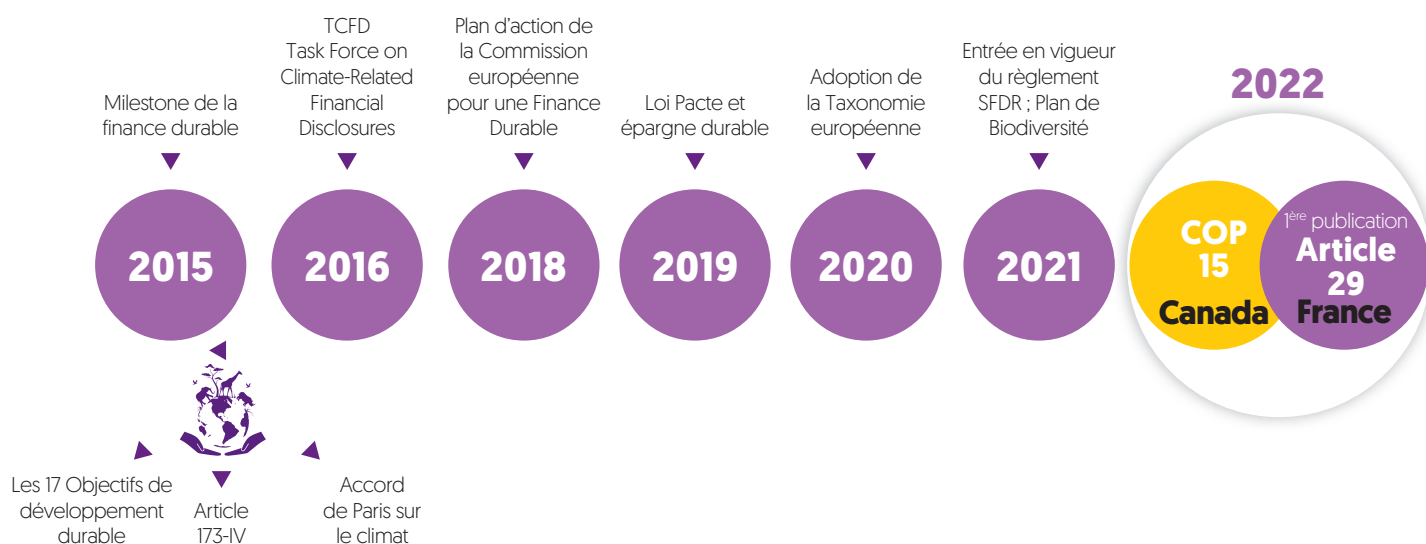 Milestone de la
finance durable
2015
TCFD
Task Force on
Climate-Related
Financial
Disclosures
2016
Plan d’action de
la Commission
européenne
pour une Finance
Durable
2018
Loi Pacte et
épargne durable
2019
Adoption de
la Taxonomie
européenne
2020
Entrée en vigueur
du règlement
SFDR ; Plan de
Biodiversité
2021
2022
COP
15
Canada
1ère publication
Article
29
France
Les 17 Objectifs de
développement
durable
Article
173-IV
Accord
de Paris sur
le climat